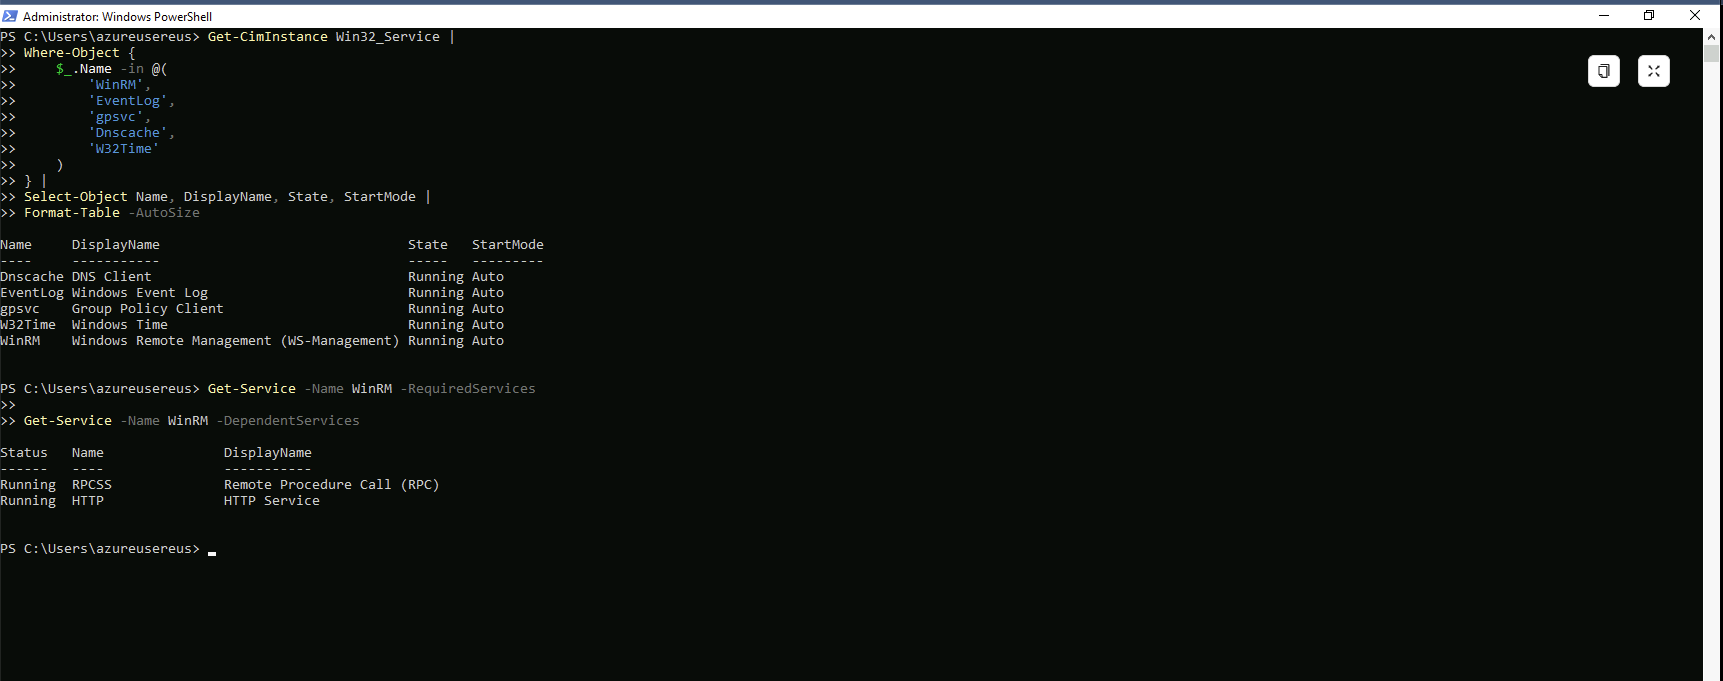 Administrator: Windows PowerShell
PS C:\Users\azureusereus> Get-CimInstance Win32_Service |
>> Where-Object {
>>     $_.Name -in @(
>>         'WinRM',
>>         'EventLog',
>>         'gpsvc',
>>         'Dnscache',
>>         'W32Time'
>>     )
>> } |
>> Select-Object Name, DisplayName, State, StartMode |
>> Format-Table -AutoSize
Name     DisplayName                               State   StartMode
----     -----------                               -----   ---------
Dnscache DNS Client                                Running Auto
EventLog Windows Event Log                         Running Auto
gpsvc    Group Policy Client                       Running Auto
W32Time  Windows Time                              Running Auto
WinRM    Windows Remote Management (WS-Management) Running Auto
PS C:\Users\azureusereus> Get-Service -Name WinRM -RequiredServices
>>
>> Get-Service -Name WinRM -DependentServices
Status   Name               DisplayName
------   ----               -----------
Running  RPCSS              Remote Procedure Call (RPC)
Running  HTTP               HTTP Service
PS C:\Users\azureusereus>